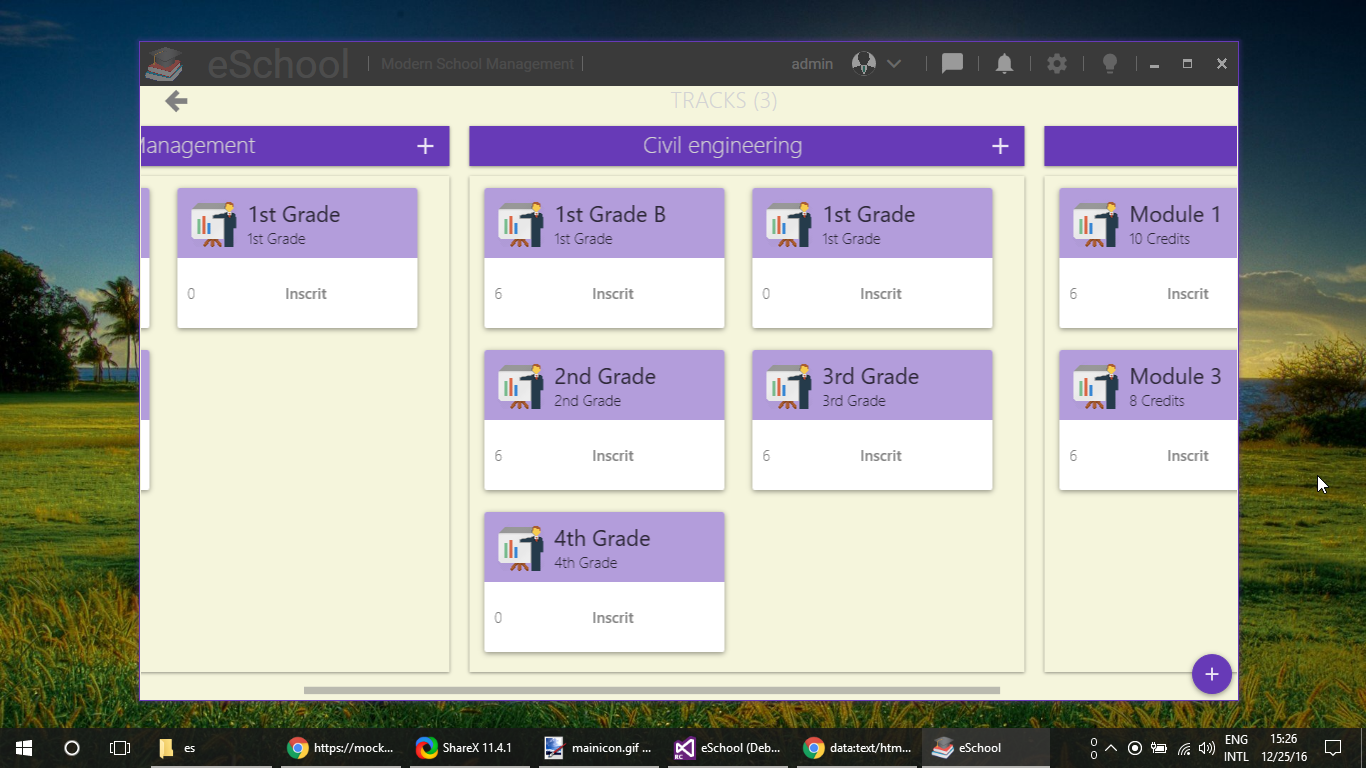 eSchool | Modern School Management |
admin
TRACKS (3)
Management +
Civil engineering +
1st Grade
1st Grade
0 Inscrit
1st Grade B
1st Grade
6 Inscrit
1st Grade
1st Grade
0 Inscrit
2nd Grade
2nd Grade
6 Inscrit
3rd Grade
3rd Grade
6 Inscrit
4th Grade
4th Grade
0 Inscrit
Module 1
10 Credits
6 Inscrit
Module 3
8 Credits
6 Inscrit
+
es
https://mock...
ShareX 11.4.1
mainicon.gif ...
eSchool (Deb...
data:text/htm...
eSchool
0
0
ENG
INTL
15:26
12/25/16